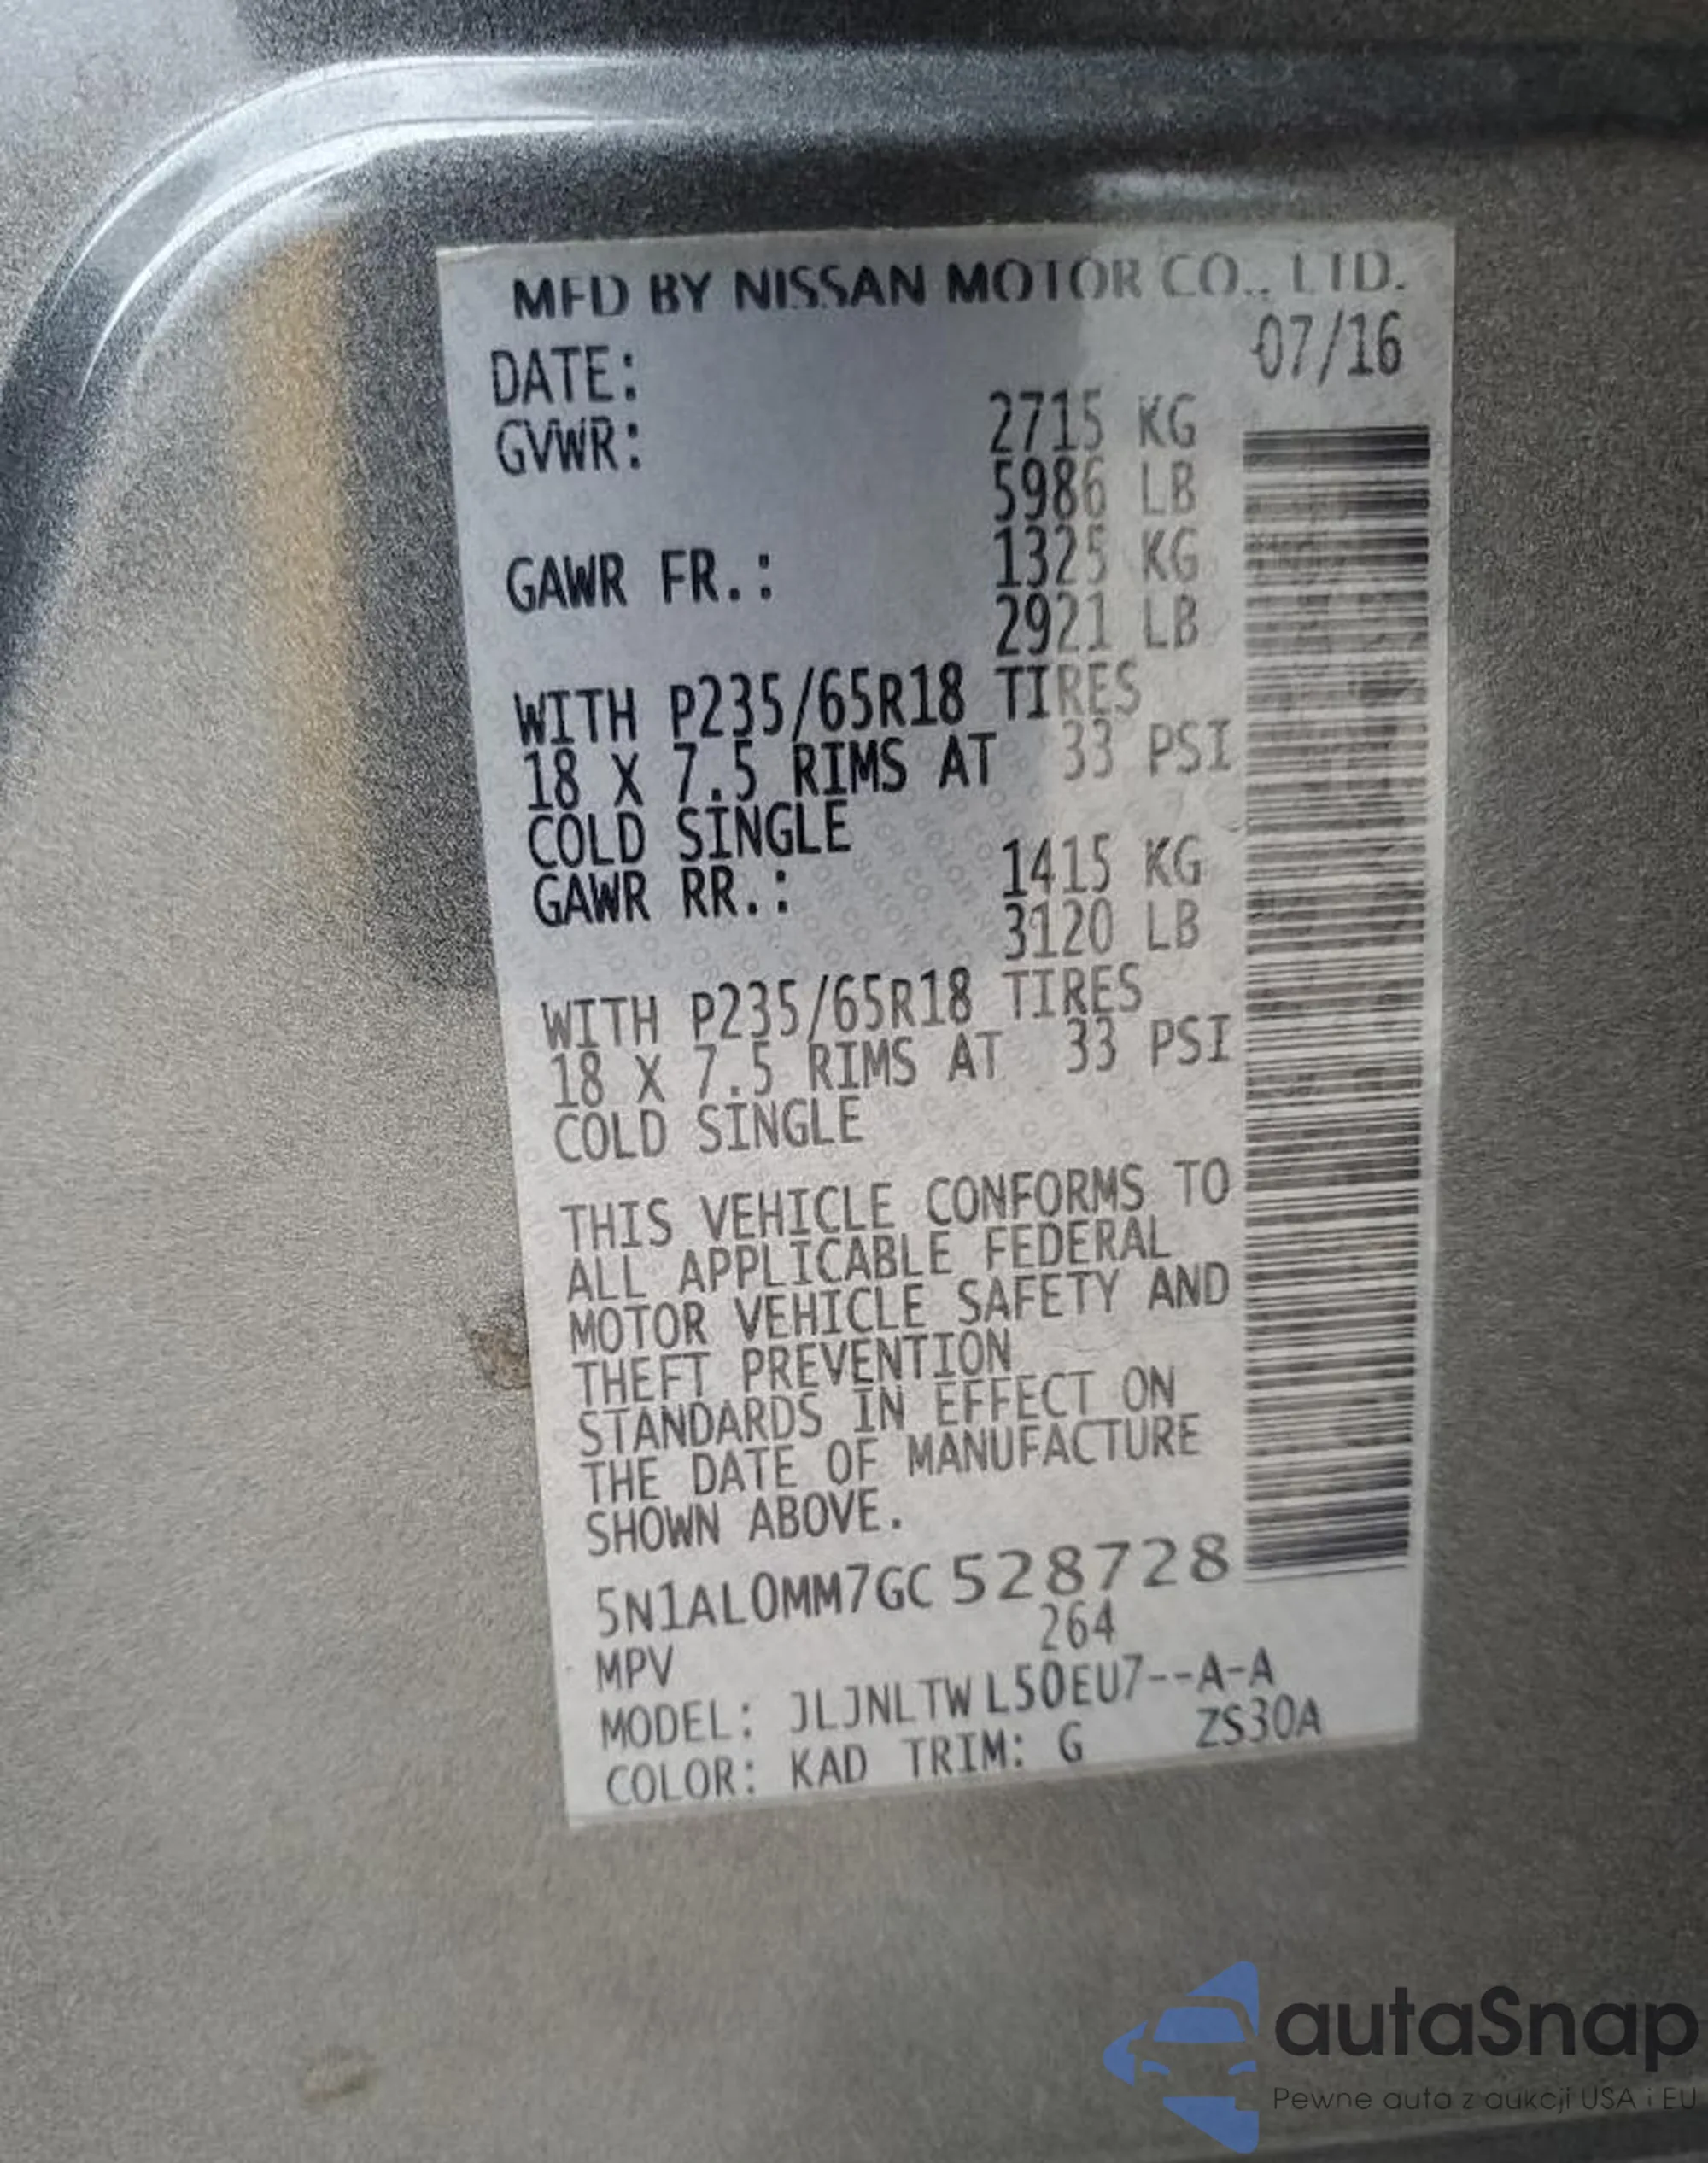 MFD BY NISSAN MOTOR CO., LTD.
DATE: 07/16
GVWR: 2715 KG
5986 LB
GAWR FR.: 1325 KG
2921 LB
WITH P235/65R18 TIRES
18 X 7.5 RIMS AT 33 PSI
COLD SINGLE
GAWR RR.: 1415 KG
3120 LB
WITH P235/65R18 TIRES
18 X 7.5 RIMS AT 33 PSI
COLD SINGLE
THIS VEHICLE CONFORMS TO
ALL APPLICABLE FEDERAL
MOTOR VEHICLE SAFETY AND
THEFT PREVENTION
STANDARDS IN EFFECT ON
THE DATE OF MANUFACTURE
SHOWN ABOVE.
5N1AL0MM7GC528728
MPV 264
MODEL: JLJNLTWL50EU7--A-A
COLOR: KAD TRIM: G ZS30A
autaSnap
Pewne auta z aukcji USA i EU